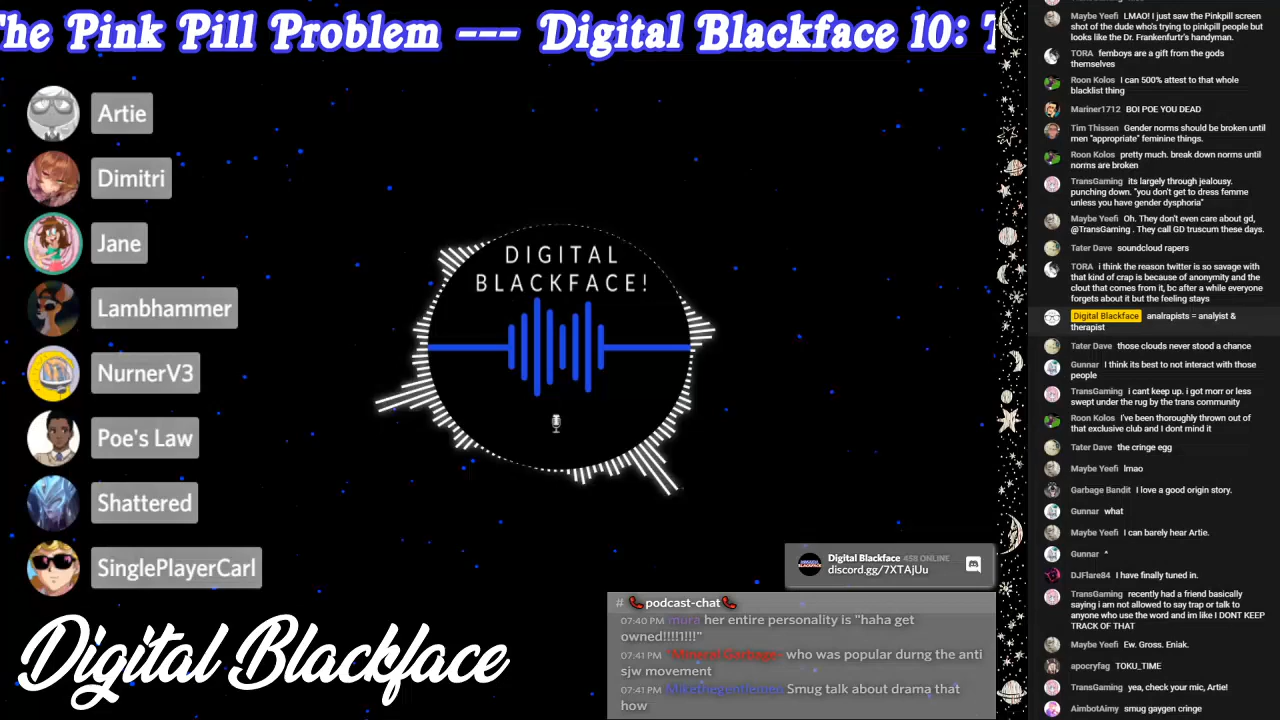 The Pink Pill Problem --- Digital Blackface 10: T
Artie
Dimitri
Jane
Lambhammer
NurnerV3
Poe's Law
Shattered
SinglePlayerCarl
Digital Blackface
DIGITAL
BLACKFACE!
Digital Blackface 458 ONLINE
discord.gg/7XTAjUu
# podcast-chat
07:40 PM mura her entire personality is "haha get
owned!!!!1!!!"
07:41 PM Mineral Garbage who was popular durng the anti
sjw movement
07:41 PM Mikethegentlemen Smug talk about drama that
how
Maybe Yeefi LMAO! I just saw the Pinkpill screen
shot of the dude who's trying to pinkpill people but
looks like the Dr. Frankenfurtr's handyman.
TORA femboys are a gift from the gods
themselves
Roon Kolos I can 500% attest to that whole
blacklist thing
Mariner1712 BOI POE YOU DEAD
Tim Thissen Gender norms should be broken until
men "appropriate" feminine things.
Roon Kolos pretty much. break down norms until
norms are broken
TransGaming its largely through jealousy.
punching down. "you don't get to dress femme
unless you have gender dysphoria"
Maybe Yeefi Oh. They don't even care about gd,
@TransGaming . They call GD truscum these days.
Tater Dave soundcloud rapers
TORA i think the reason twitter is so savage with
that kind of crap is because of anonymity and the
clout that comes from it, bc after a while everyone
forgets about it but the feeling stays
Digital Blackface analrapists = analyist &
therapist
Tater Dave those clouds never stood a chance
Gunnar I think its best to not interact with those
people
TransGaming i cant keep up. i got morr or less
swept under the rug by the trans community
Roon Kolos I've been thoroughly thrown out of
that exclusive club and I dont mind it
Tater Dave the cringe egg
Maybe Yeefi lmao
Garbage Bandit I love a good origin story.
Gunnar what
Maybe Yeefi I can barely hear Artie.
Gunnar ^
DJFlare84 I have finally tuned in.
TransGaming recently had a friend basically
saying i am not allowed to say trap or talk to
anyone who use the word and im like I DONT KEEP
TRACK OF THAT
Maybe Yeefi Ew. Gross. Eniak.
apocryfag TOKU_TIME
TransGaming yea, check your mic, Artie!
AimbotAimy smug gaygen cringe